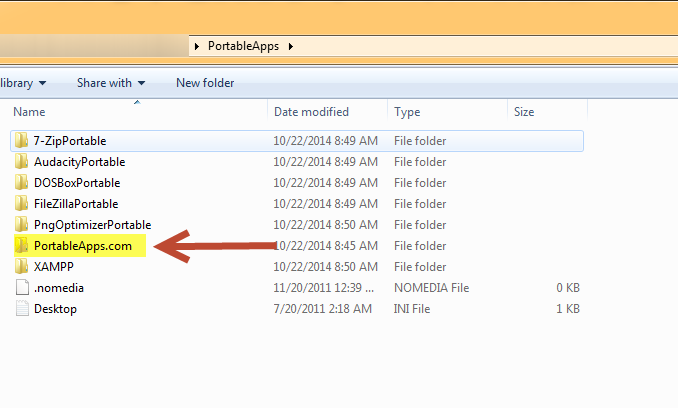 PortableApps
library Share with New folder
Name Date modified Type Size
7-ZipPortable 10/22/2014 8:49 AM File folder
AudacityPortable 10/22/2014 8:49 AM File folder
DOSBoxPortable 10/22/2014 8:49 AM File folder
FileZillaPortable 10/22/2014 8:49 AM File folder
PngOptimizerPortable 10/22/2014 8:50 AM File folder
PortableApps.com 10/22/2014 8:45 AM File folder
XAMPP 10/22/2014 8:50 AM File folder
.nomedia 11/20/2011 12:39 ... NOMEDIA File 0 KB
Desktop 7/20/2011 2:18 AM INI File 1 KB